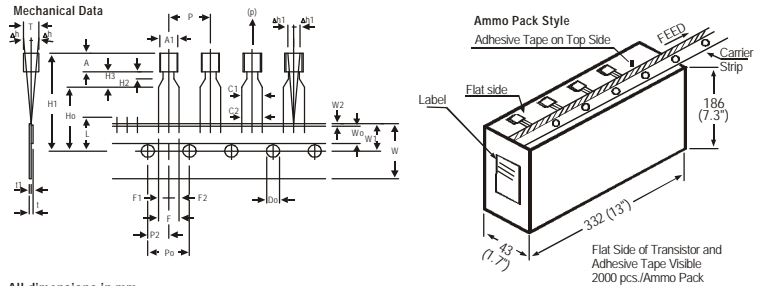 Mechanical Data
T
Δh Δh
A
H3
H2
H1
Ho
L
t1
t
P
A1
(p)
Δh1 Δh1
C1
C2
W2
Wo
W1
W
F1 F2
F
P2
Po
Do
Ammo Pack Style
Adhesive Tape on Top Side
FEED
Carrier
Strip
Flat side
Label
186
(7.3")
332 (13")
43
(1.7")
Flat Side of Transistor and
Adhesive Tape Visible
2000 pcs./Ammo Pack
All dimensions in mm